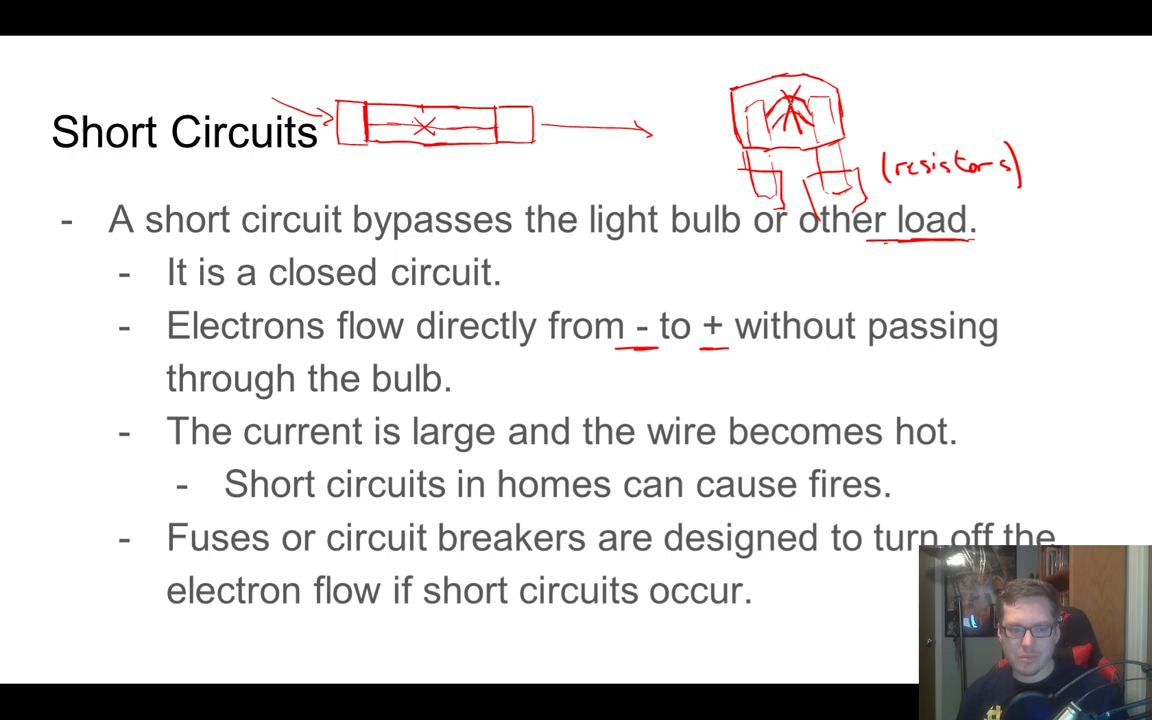 Short Circuits
(resistors)
- A short circuit bypasses the light bulb or other load.
- It is a closed circuit.
- Electrons flow directly from - to + without passing
through the bulb.
- The current is large and the wire becomes hot.
- Short circuits in homes can cause fires.
- Fuses or circuit breakers are designed to turn off the
electron flow if short circuits occur.